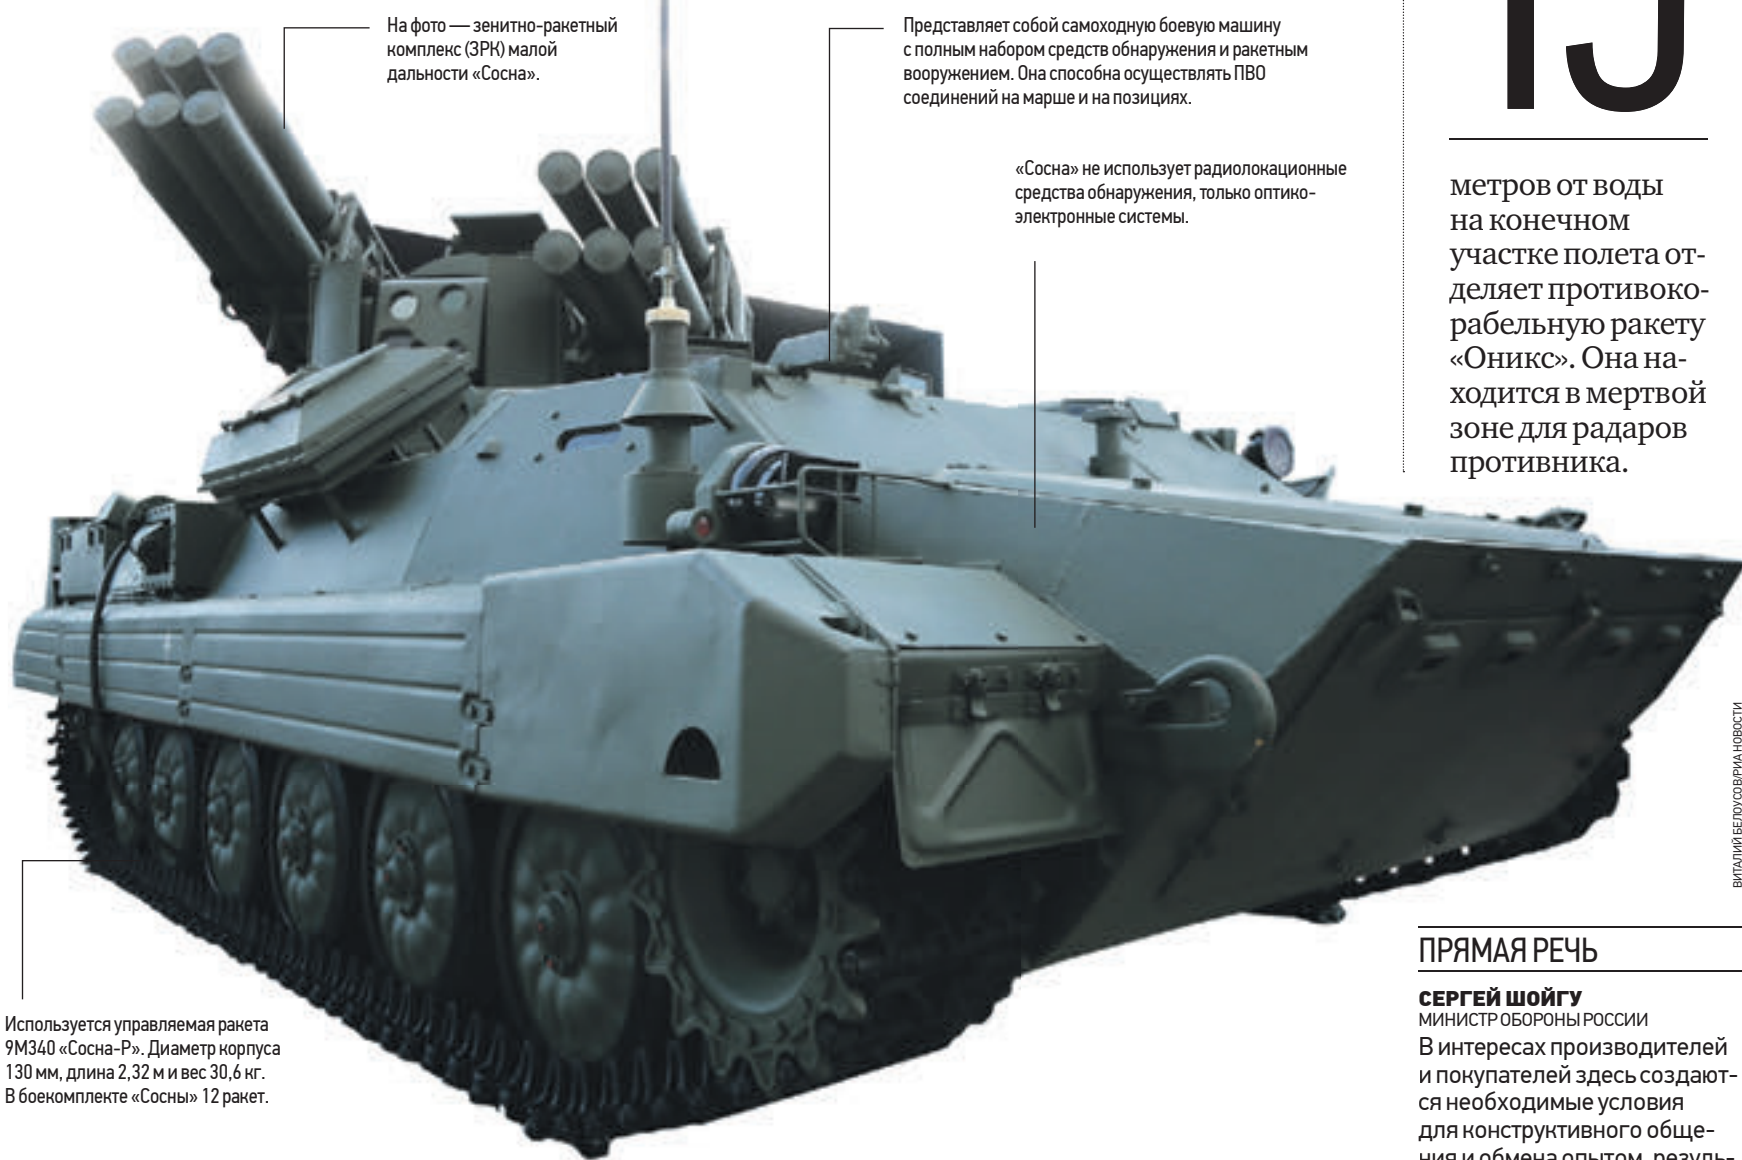 На фото — зенитно-ракетный
комплекс (ЗРК) малой
дальности «Сосна».
Представляет собой самоходную боевую машину
с полным набором средств обнаружения и ракетным
вооружением. Она способна осуществлять ПВО
соединений на марше и на позициях.
«Сосна» не использует радиолокационные
средства обнаружения, только оптико-
электронные системы.
Используется управляемая ракета
9М340 «Сосна-Р». Диаметр корпуса
130 мм, длина 2,32 м и вес 30,6 кг.
В боекомплекте «Сосны» 12 ракет.
метров от воды
на конечном
участке полета от-
деляет противоко-
рабельную ракету
«Оникс». Она на-
ходится в мертвой
зоне для радаров
противника.
ВИТАЛИЙ БЕЛОУСОВ/РИА НОВОСТИ
ПРЯМАЯ РЕЧЬ
СЕРГЕЙ ШОЙГУ
МИНИСТР ОБОРОНЫ РОССИИ
В интересах производителей
и покупателей здесь создают-
ся необходимые условия
для конструктивного обще-
ния и обмена опытом, резуль-